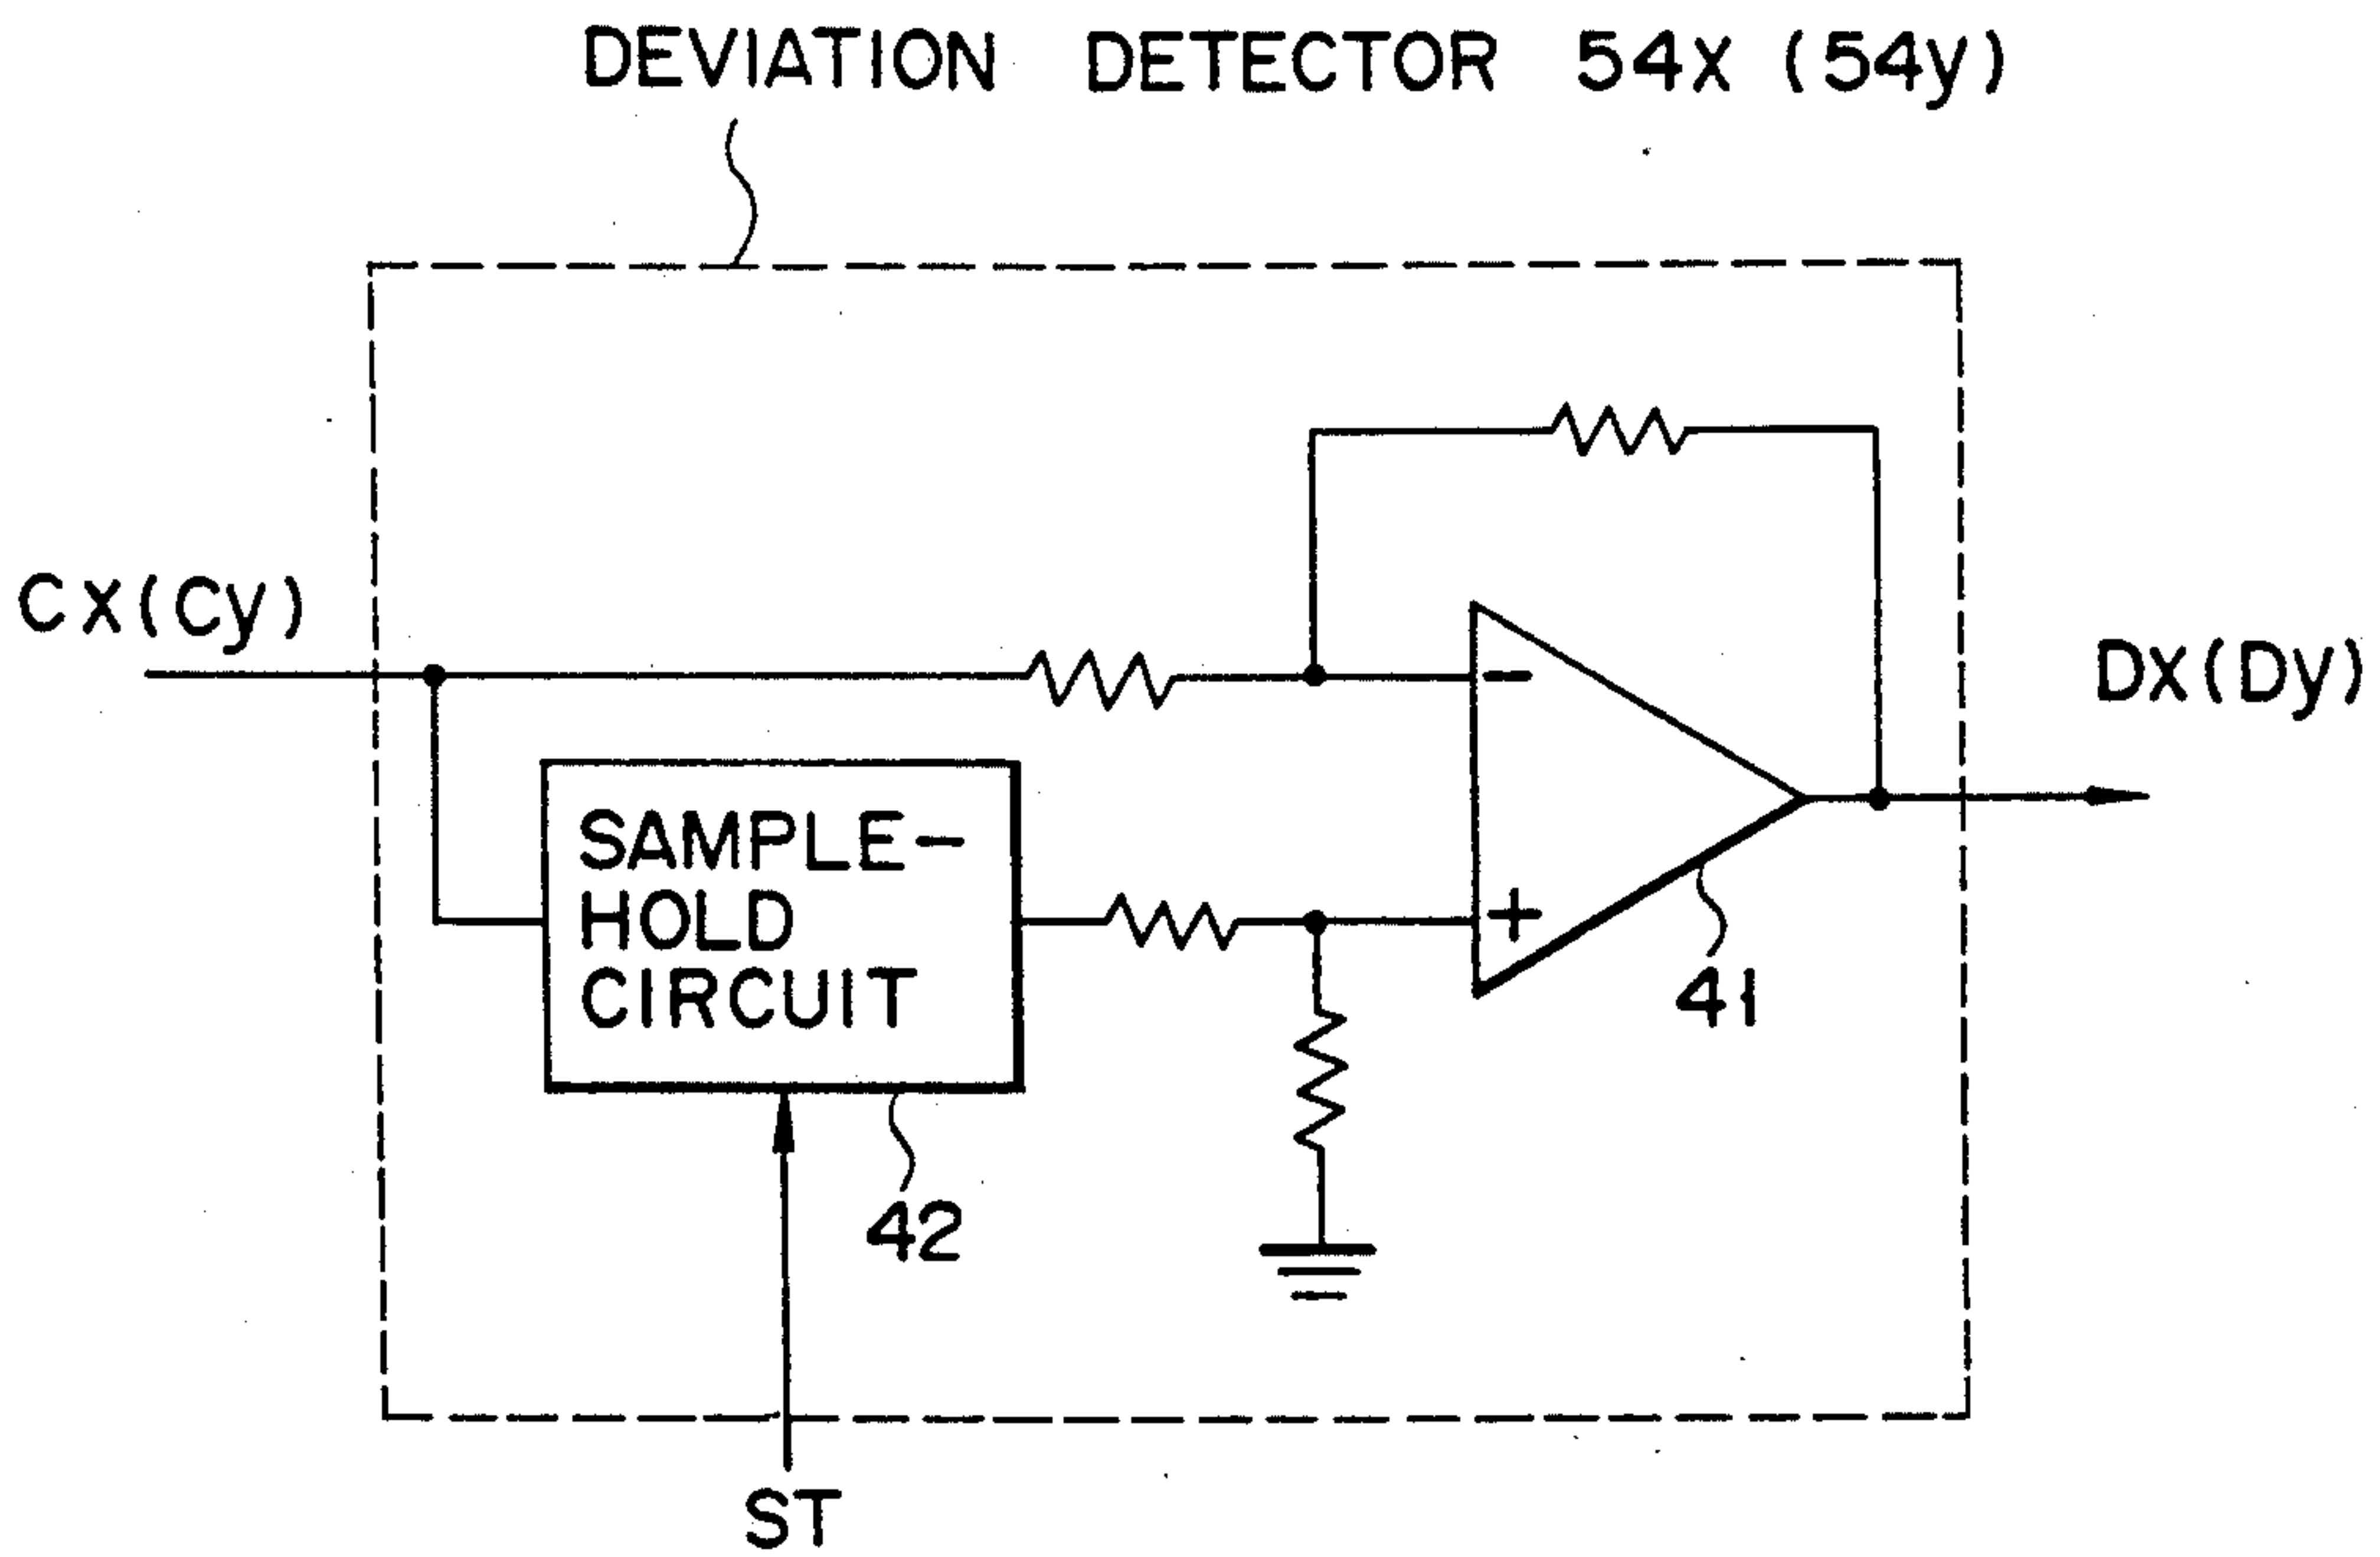 DEVIATION DETECTOR 54X (54y)
CX(Cy)
DX(Dy)
-
SAMPLE-
HOLD
CIRCUIT
+
41
42
ST